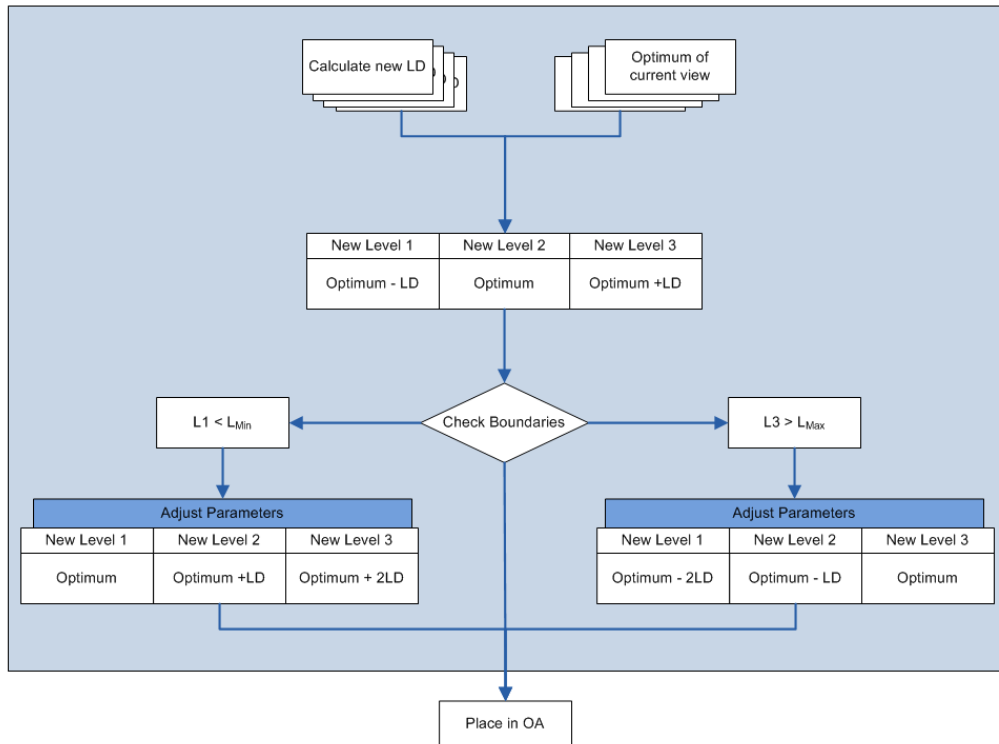 Calculate new LD
Optimum of
current view
New Level 1
New Level 2
New Level 3
Optimum - LD
Optimum
Optimum +LD
Check Boundaries
L1 < LMin
L3 > LMax
Adjust Parameters
New Level 1
New Level 2
New Level 3
Optimum
Optimum +LD
Optimum + 2LD
Adjust Parameters
New Level 1
New Level 2
New Level 3
Optimum - 2LD
Optimum - LD
Optimum
Place in OA